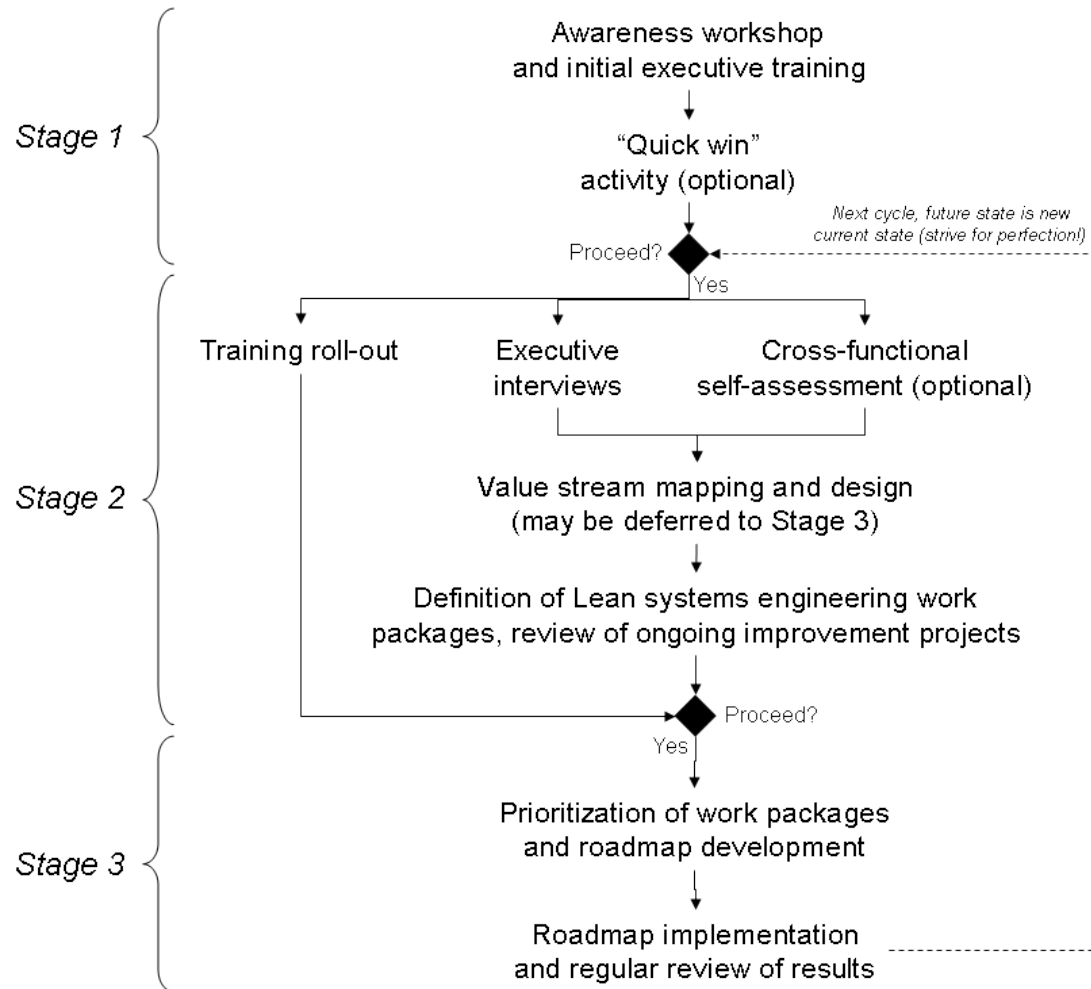 Awareness workshop
and initial executive training
Stage 1
“Quick win”
activity (optional)
Next cycle, future state is new
current state (strive for perfection!)
Proceed?
Yes
Training roll-out
Executive
interviews
Cross-functional
self-assessment (optional)
Stage 2
Value stream mapping and design
(may be deferred to Stage 3)
Definition of Lean systems engineering work
packages, review of ongoing improvement projects
Proceed?
Yes
Prioritization of work packages
and roadmap development
Stage 3
Roadmap implementation
and regular review of results